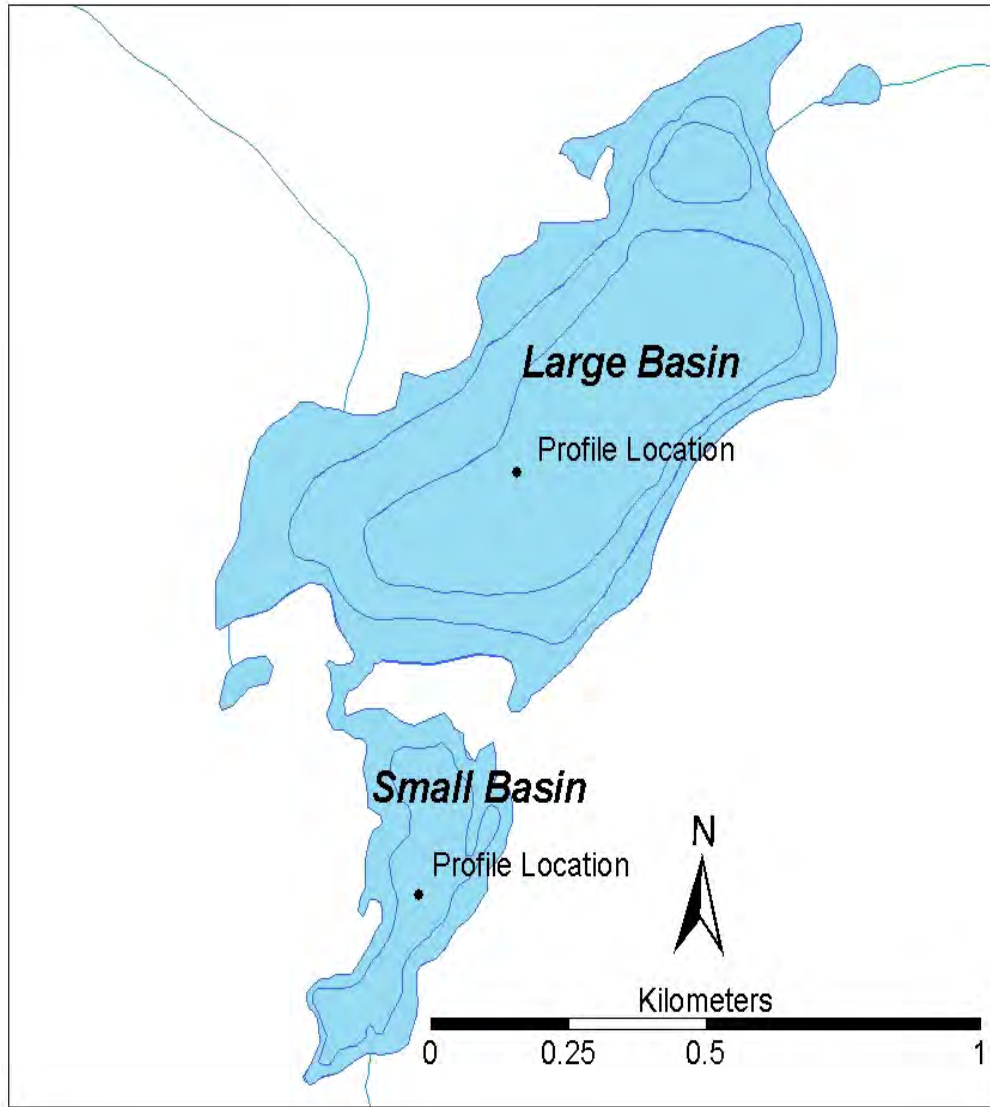 Large Basin
Profile Location
Small Basin
Profile Location
N
Kilometers
0 0.25 0.5 1